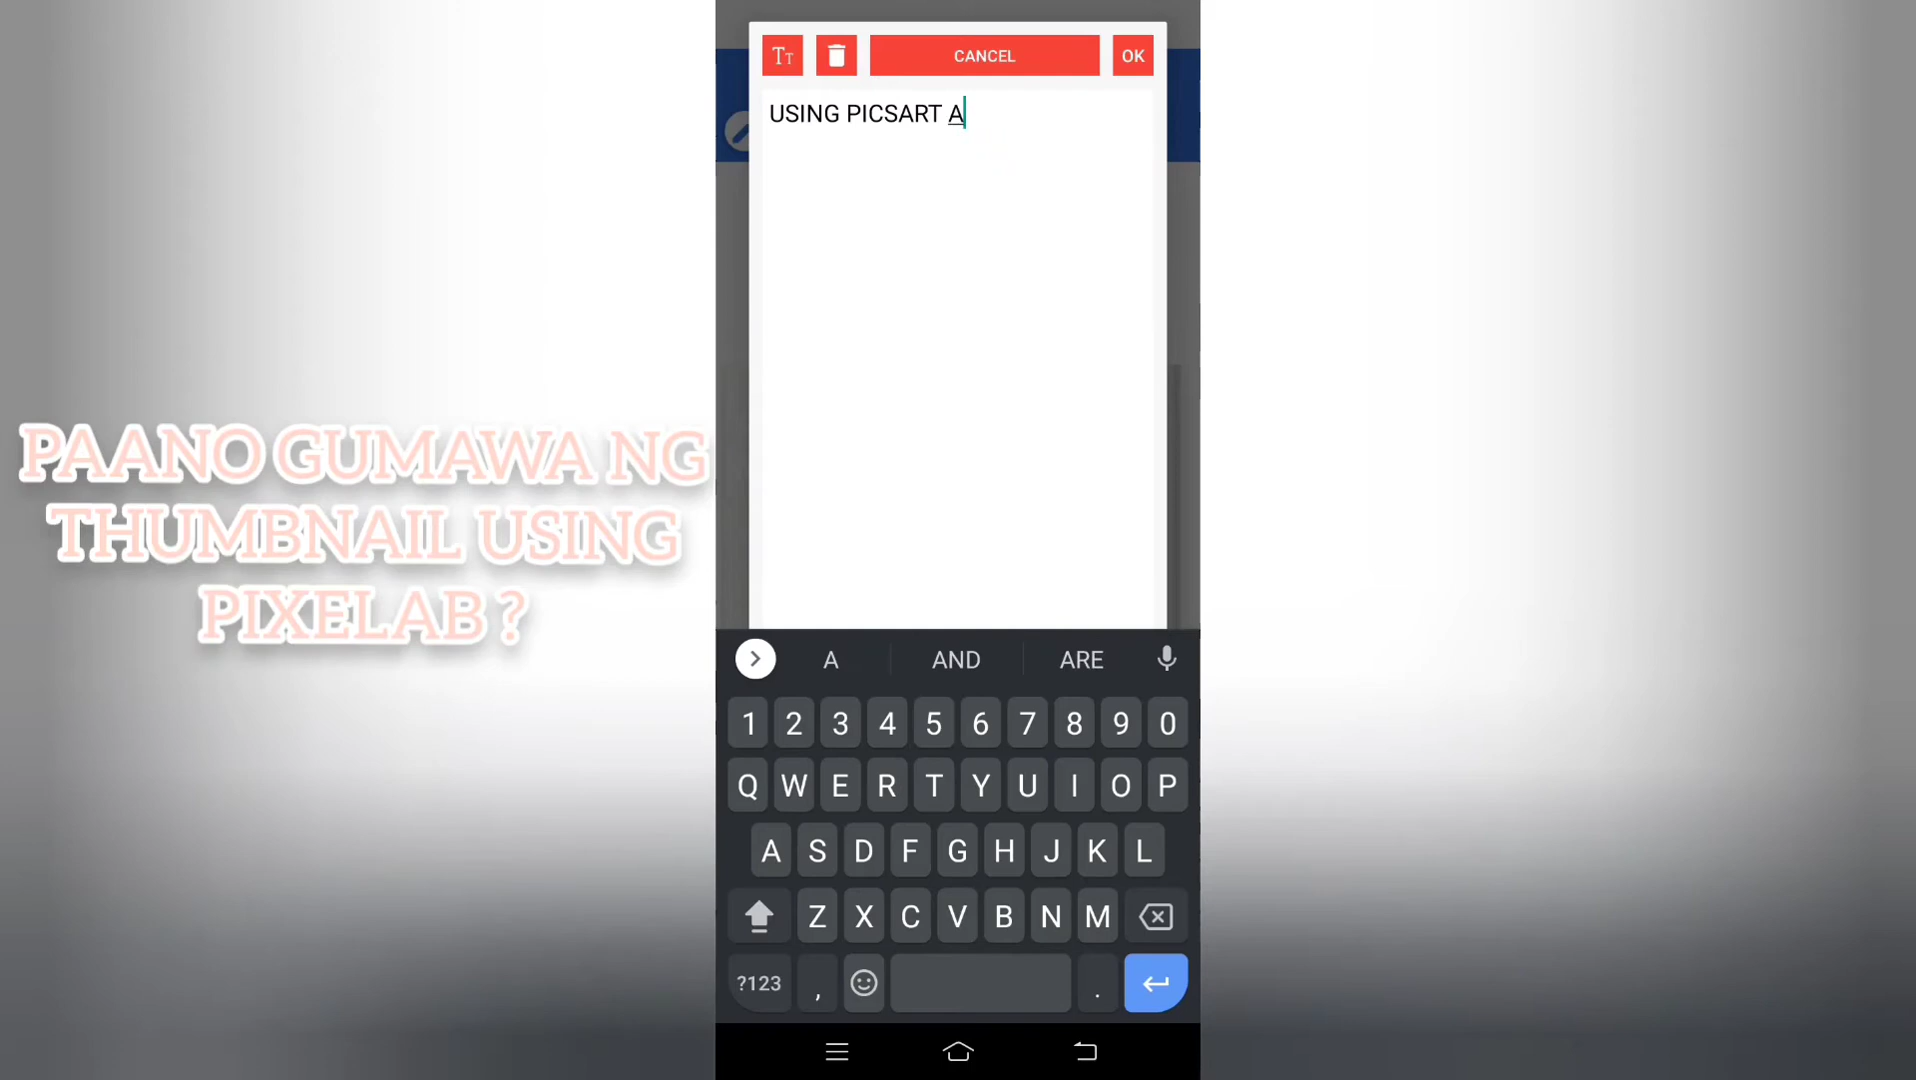 PAANO GUMAWA NG
THUMBNAIL USING
PIXELAB ?
TT CANCEL OK
USING PICSART A
A AND ARE
1 2 3 4 5 6 7 8 9 0
Q W E R T Y U I O P
A S D F G H J K L
Z X C V B N M
?123 , .